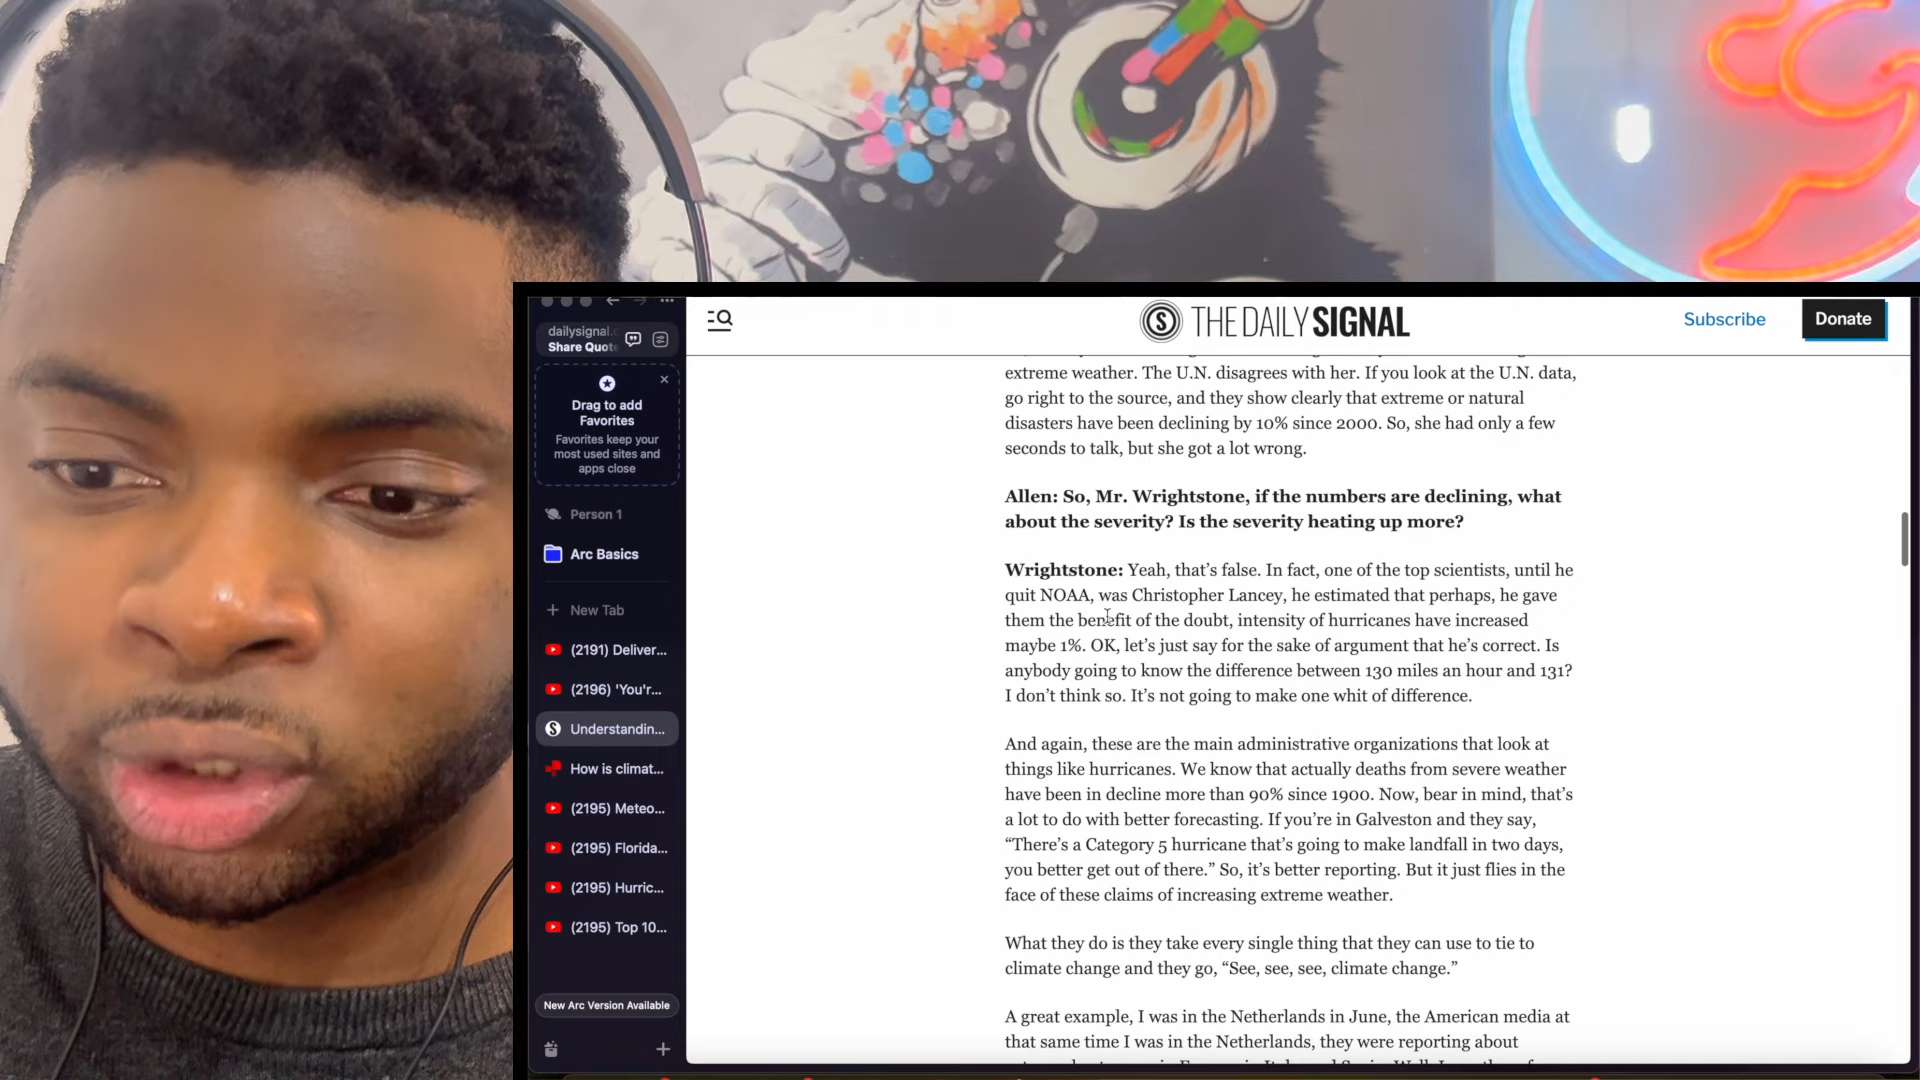 dailysignal.
Share Quot
Drag to add
Favorites
Favorites keep your
most used sites and
apps close
Person 1
Arc Basics
New Tab
(2191) Deliver...
(2196) 'You'r...
Understandin...
How is climat...
(2195) Meteo...
(2195) Florida...
(2195) Hurric...
(2195) Top 10...
New Arc Version Available
THE DAILY SIGNAL
Subscribe
Donate
extreme weather. The U.N. disagrees with her. If you look at the U.N. data,
go right to the source, and they show clearly that extreme or natural
disasters have been declining by 10% since 2000. So, she had only a few
seconds to talk, but she got a lot wrong.
Allen: So, Mr. Wrightstone, if the numbers are declining, what
about the severity? Is the severity heating up more?
Wrightstone: Yeah, that's false. In fact, one of the top scientists, until he
quit NOAA, was Christopher Lancey, he estimated that perhaps, he gave
them the benefit of the doubt, intensity of hurricanes have increased
maybe 1%. OK, let's just say for the sake of argument that he's correct. Is
anybody going to know the difference between 130 miles an hour and 131?
I don't think so. It's not going to make one whit of difference.
And again, these are the main administrative organizations that look at
things like hurricanes. We know that actually deaths from severe weather
have been in decline more than 90% since 1900. Now, bear in mind, that's
a lot to do with better forecasting. If you're in Galveston and they say,
“There's a Category 5 hurricane that's going to make landfall in two days,
you better get out of there.” So, it's better reporting. But it just flies in the
face of these claims of increasing extreme weather.
What they do is they take every single thing that they can use to tie to
climate change and they go, “See, see, see, climate change.”
A great example, I was in the Netherlands in June, the American media at
that same time I was in the Netherlands, they were reporting about